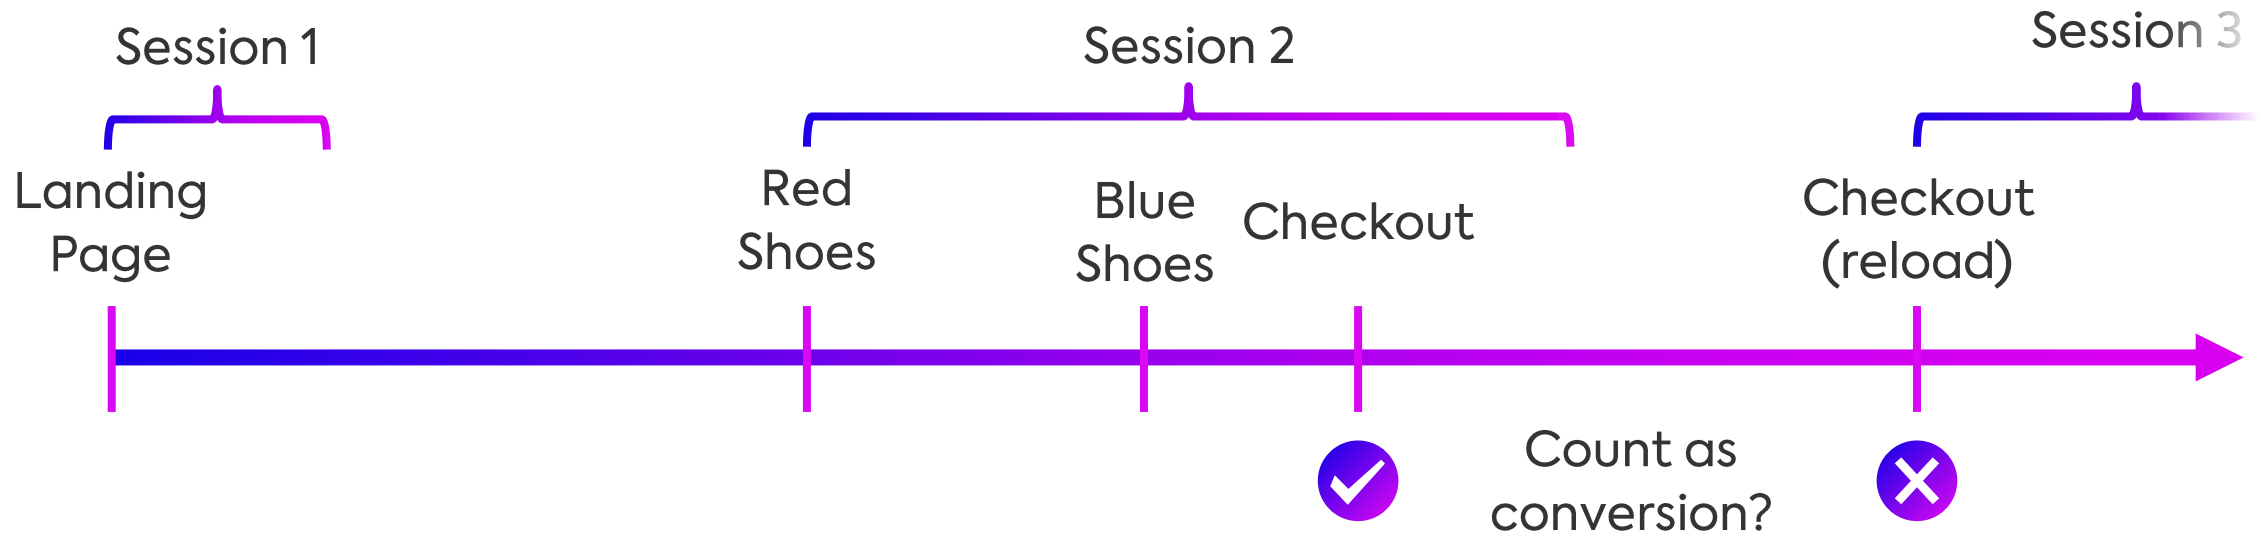 Session 1
Session 2
Session 3
Landing
Page
Red
Shoes
Blue
Shoes
Checkout
Checkout
(reload)
Count as
conversion?